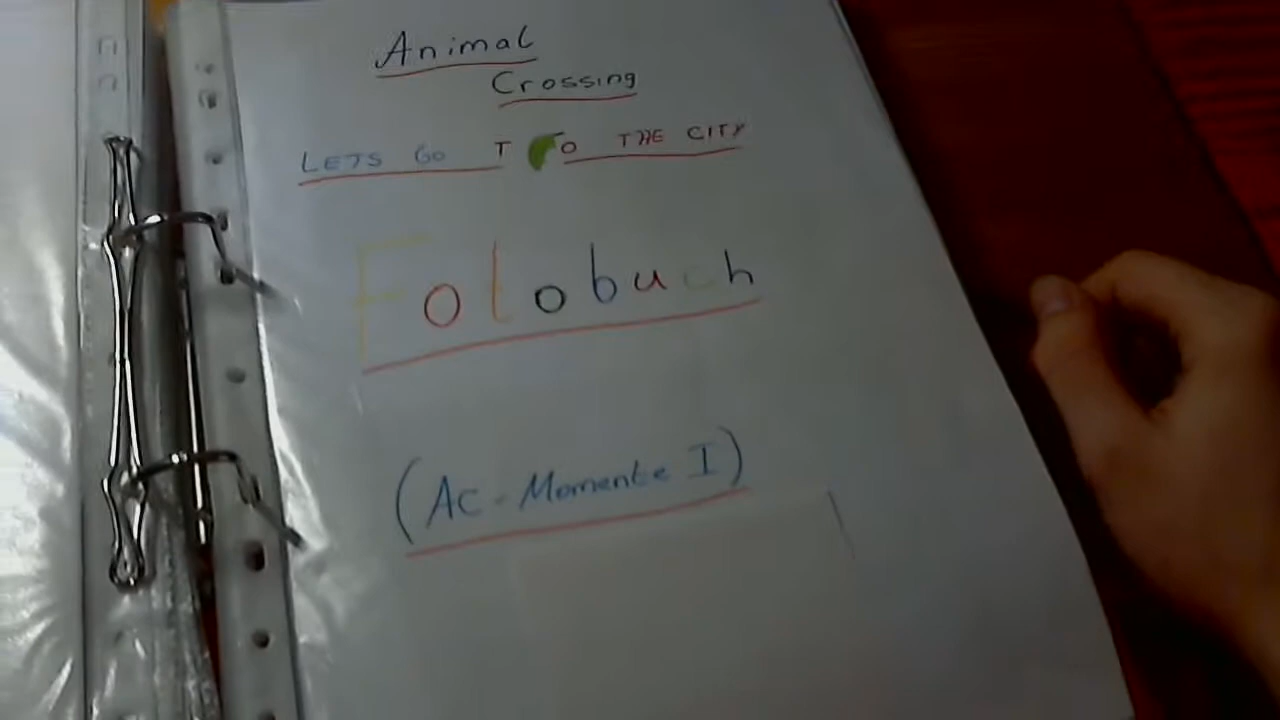 Animal
Crossing
LETS GO TO THE CITY
Fotobuch
(AC-Momente I)